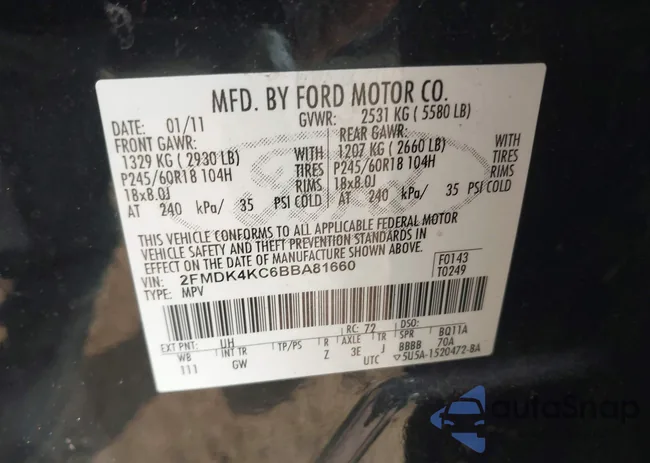 MFD. BY FORD MOTOR CO.
DATE: 01/11 GVWR: 2531 KG ( 5580 LB)
FRONT GAWR: REAR GAWR:
1329 KG ( 2930 LB) WITH 1207 KG ( 2660 LB) WITH
P245/60R18 104H TIRES P245/60R18 104H TIRES
18x8.0J RIMS 18x8.0J RIMS
AT 240 kPa/ 35 PSI COLD AT 240 kPa/ 35 PSI COLD
THIS VEHICLE CONFORMS TO ALL APPLICABLE FEDERAL MOTOR
VEHICLE SAFETY AND THEFT PREVENTION STANDARDS IN
EFFECT ON THE DATE OF MANUFACTURE SHOWN ABOVE.
VIN: 2FMDK4KC6BBA81660 F0143
TYPE: MPV T0249
EXT PNT: UH RC: 72 DSO:
WB INT TR TP/PS R AXLE TR SPR BQ11A
111 GW Z 3E J BBBB 70A
UTC ▽5U5A-1520472-BA
Ford
autoSnap